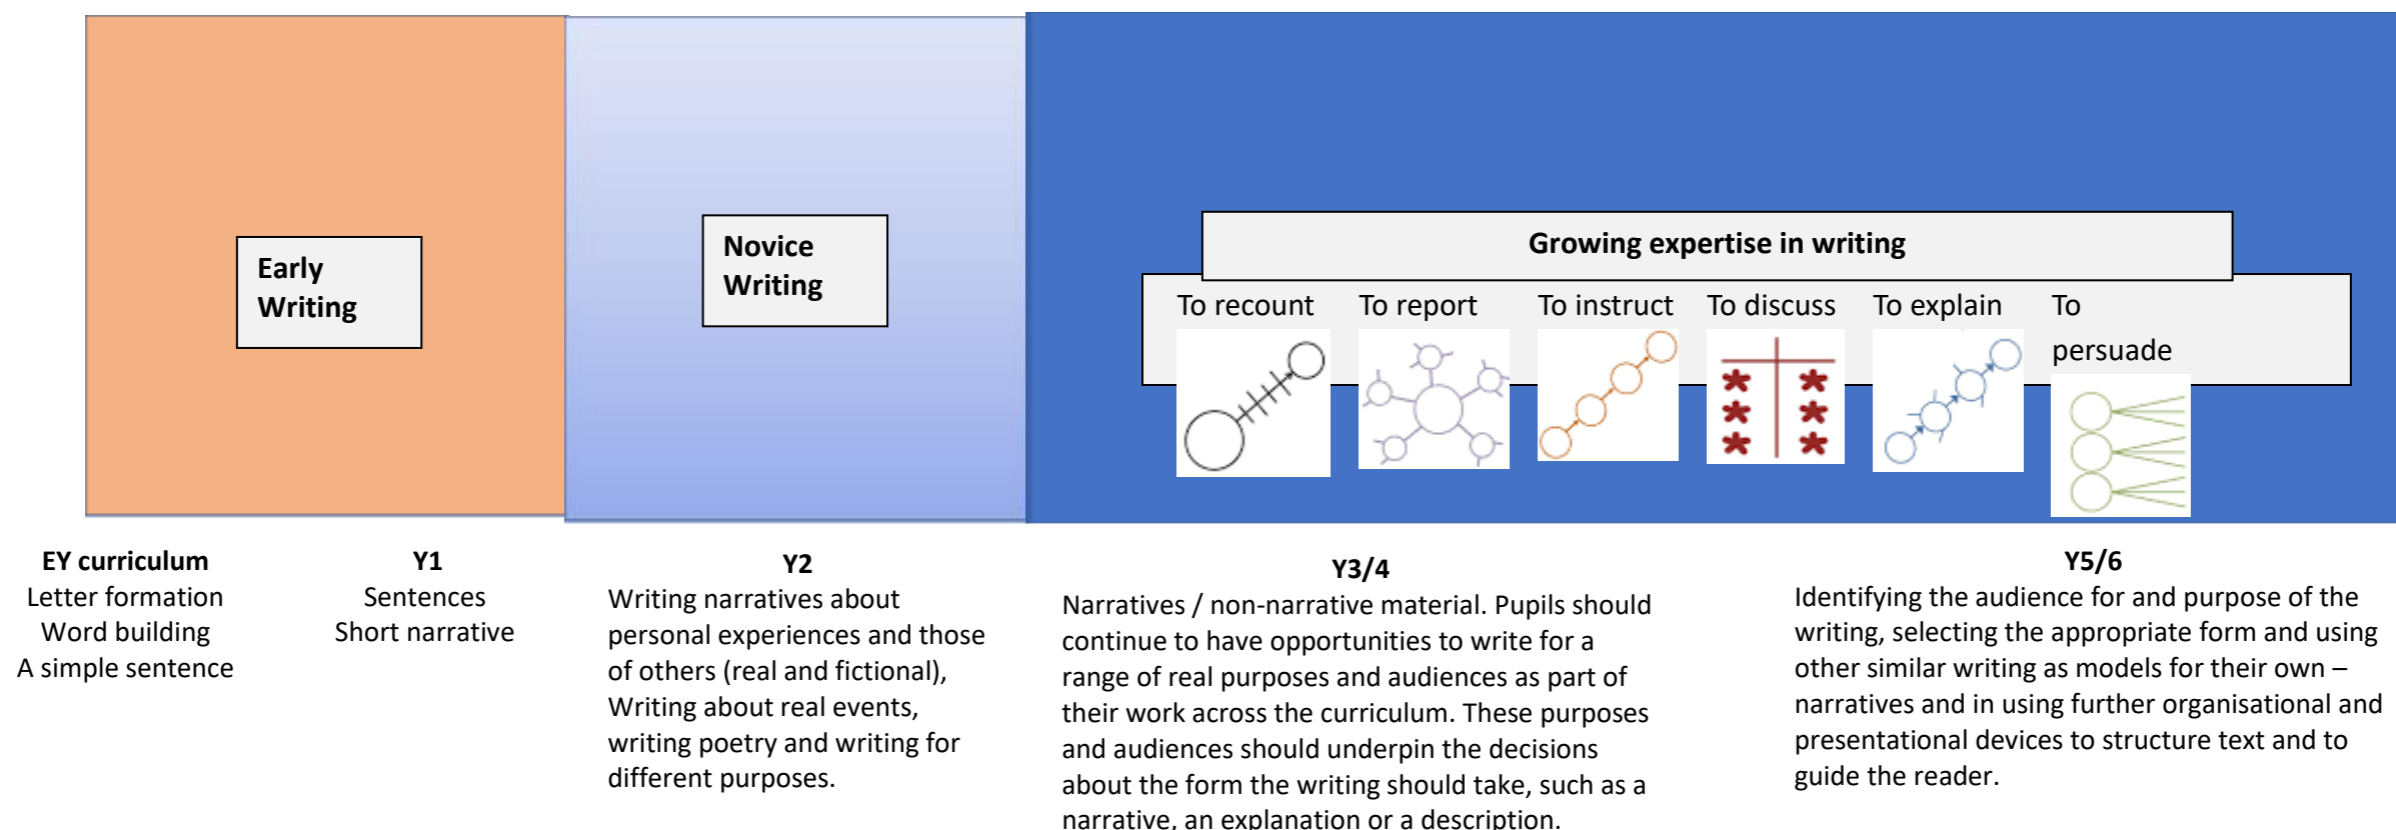 Early
Writing
Novice
Writing
Growing expertise in writing
To recount
To report
To instruct
To discuss
To explain
To
persuade
EY curriculum
Letter formation
Word building
A simple sentence
Y1
Sentences
Short narrative
Y2
Writing narratives about
personal experiences and those
of others (real and fictional),
Writing about real events,
writing poetry and writing for
different purposes.
Y3/4
Narratives / non-narrative material. Pupils should
continue to have opportunities to write for a
range of real purposes and audiences as part of
their work across the curriculum. These purposes
and audiences should underpin the decisions
about the form the writing should take, such as a
narrative, an explanation or a description.
Y5/6
Identifying the audience for and purpose of the
writing, selecting the appropriate form and using
other similar writing as models for their own –
narratives and in using further organisational and
presentational devices to structure text and to
guide the reader.